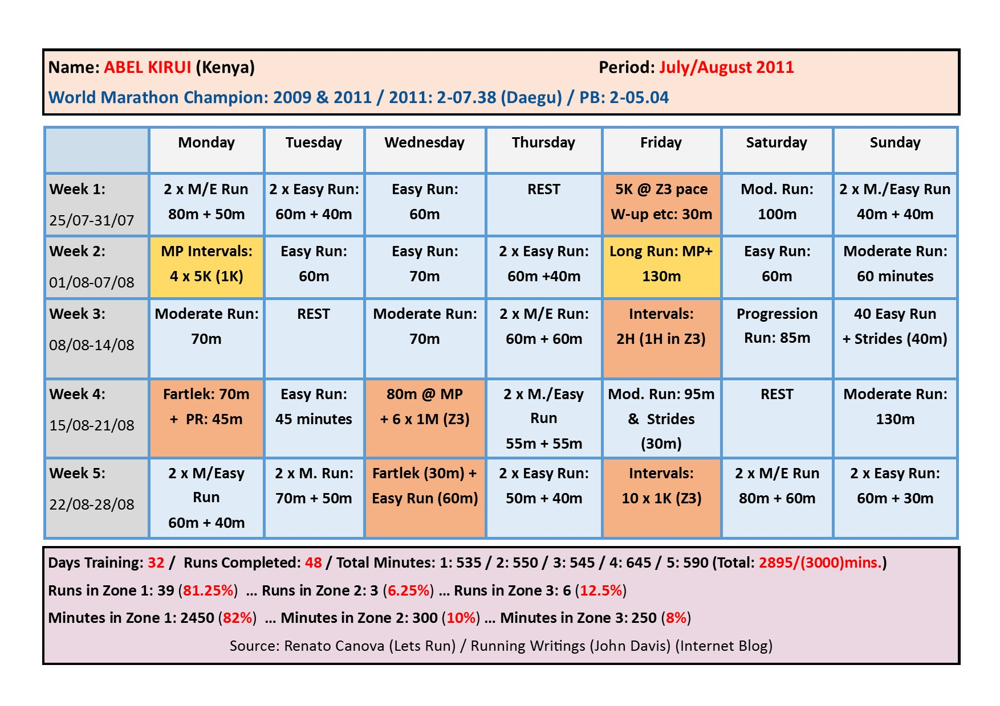 Name: ABEL KIRUI (Kenya) Period: July/August 2011
World Marathon Champion: 2009 & 2011 / 2011: 2-07.38 (Daegu) / PB: 2-05.04
Monday Tuesday Wednesday Thursday Friday Saturday Sunday
Week 1:
25/07-31/07
2 x M/E Run
80m + 50m
2 x Easy Run:
60m + 40m
Easy Run:
60m
REST
5K @ Z3 pace
W-up etc: 30m
Mod. Run:
100m
2 x M./Easy Run
40m + 40m
Week 2:
01/08-07/08
MP Intervals:
4 x 5K (1K)
Easy Run:
60m
Easy Run:
70m
2 x Easy Run:
60m +40m
Long Run: MP+
130m
Easy Run:
60m
Moderate Run:
60 minutes
Week 3:
08/08-14/08
Moderate Run:
70m
REST
Moderate Run:
70m
2 x M/E Run:
60m + 60m
Intervals:
2H (1H in Z3)
Progression
Run: 85m
40 Easy Run
+ Strides (40m)
Week 4:
15/08-21/08
Fartlek: 70m
+ PR: 45m
Easy Run:
45 minutes
80m @ MP
+ 6 x 1M (Z3)
2 x M./Easy
Run
55m + 55m
Mod. Run: 95m
& Strides
(30m)
REST
Moderate Run:
130m
Week 5:
22/08-28/08
2 x M/Easy
Run
60m + 40m
2 x M. Run:
70m + 50m
Fartlek (30m) +
Easy Run (60m)
2 x Easy Run:
50m + 40m
Intervals:
10 x 1K (Z3)
2 x M/E Run
80m + 60m
2 x Easy Run:
60m + 30m
Days Training: 32 / Runs Completed: 48 / Total Minutes: 1: 535 / 2: 550 / 3: 545 / 4: 645 / 5: 590 (Total: 2895/(3000)mins.)
Runs in Zone 1: 39 (81.25%) ... Runs in Zone 2: 3 (6.25%) ... Runs in Zone 3: 6 (12.5%)
Minutes in Zone 1: 2450 (82%) ... Minutes in Zone 2: 300 (10%) ... Minutes in Zone 3: 250 (8%)
Source: Renato Canova (Lets Run) / Running Writings (John Davis) (Internet Blog)